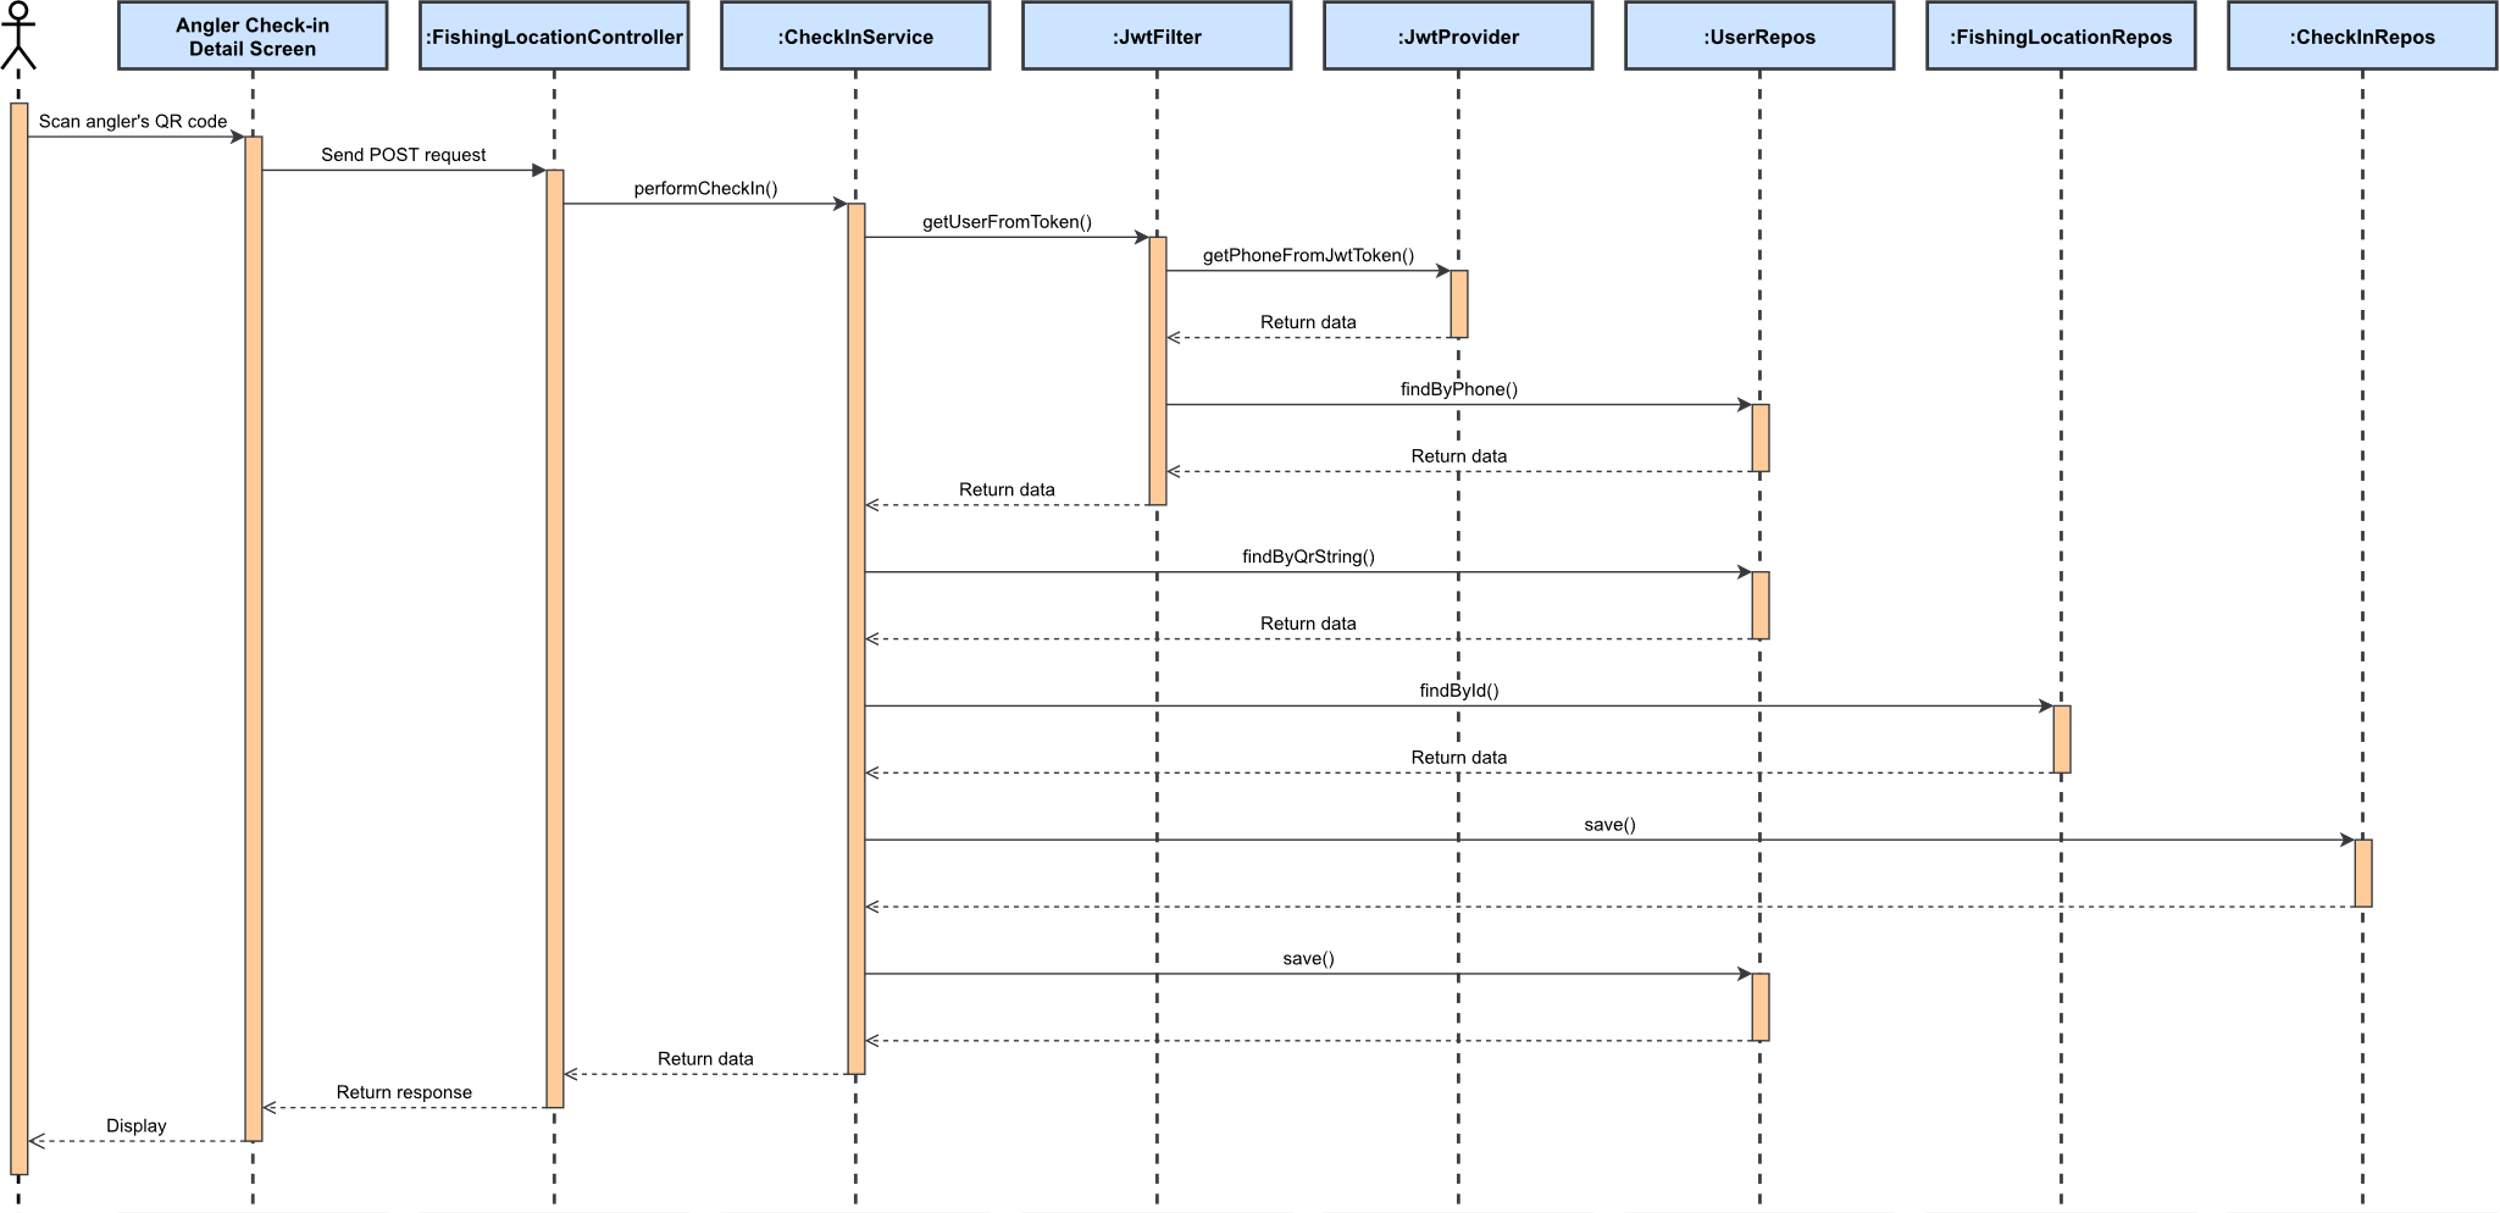 Angler Check-in
Detail Screen
:FishingLocationController
:CheckInService
:JwtFilter
:JwtProvider
:UserRepos
:FishingLocationRepos
:CheckInRepos
Scan angler's QR code
Send POST request
performCheckIn()
getUserFromToken()
getPhoneFromJwtToken()
Return data
findByPhone()
Return data
Return data
findByQrString()
Return data
findById()
Return data
save()
save()
Return data
Return response
Display